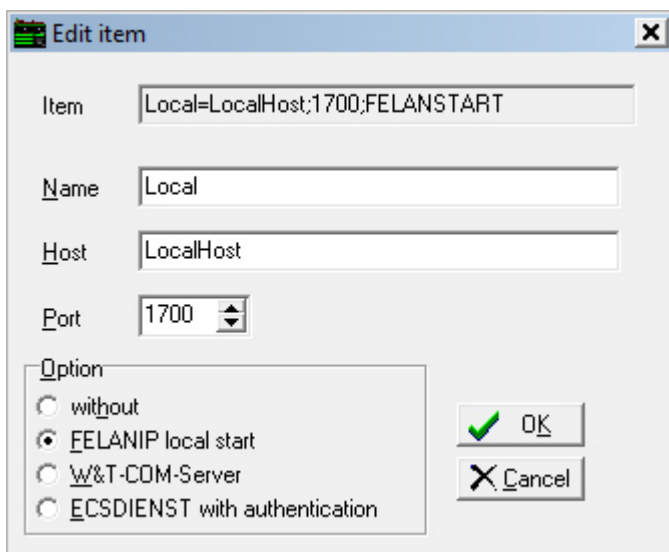 Edit item
Item Local=LocalHost;1700;FELANSTART
Name Local
Host LocalHost
Port 1700
Option
without
FELANIP local start
W&T-COM-Server
ECSDIENST with authentication
OK
Cancel